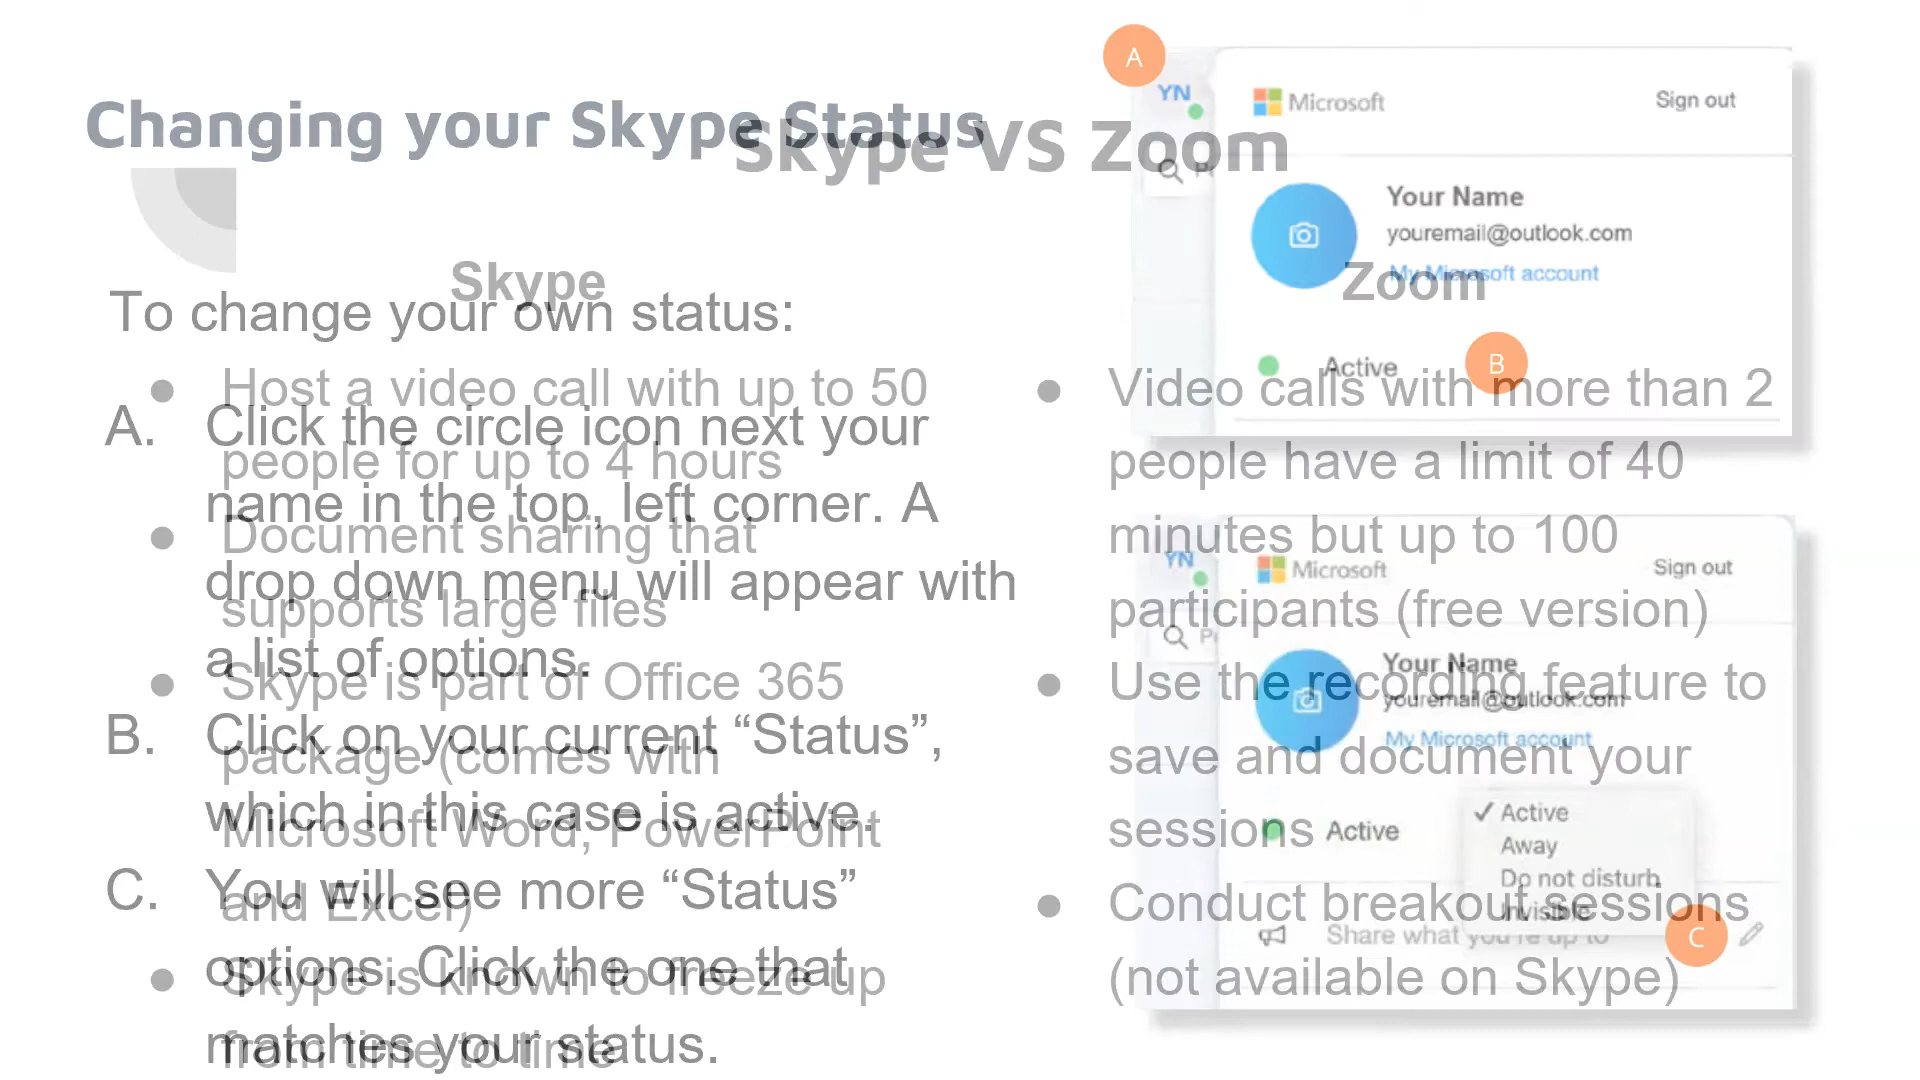 Changing your Skype Status
To change your own status:
A. Click the circle icon next your
name in the top, left corner. A
drop down menu will appear with
a list of options.
B. Click on your current “Status”,
which in this case is active.
C. You will see more “Status”
options. Click the one that
matches your status.
A
YN
Microsoft
Sign out
Your Name
youremail@outlook.com
My Microsoft account
Active
B
YN
Microsoft
Sign out
Your Name
youremail@outlook.com
My Microsoft account
Active
✓ Active
Away
Do not disturb
Invisible
Share what you're up to
C
Skype VS Zoom
Skype
● Host a video call with up to 50
people for up to 4 hours
● Document sharing that
supports large files
● Skype is part of Office 365
package (comes with
Microsoft Word, PowerPoint
and Excel)
● Skype is known to freeze up
from time to time
Zoom
● Video calls with more than 2
people have a limit of 40
minutes but up to 100
participants (free version)
● Use the recording feature to
save and document your
sessions
● Conduct breakout sessions
(not available on Skype)